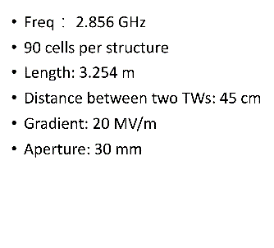 • Freq： 2.856 GHz
• 90 cells per structure
• Length: 3.254 m
• Distance between two TWs: 45 cm
• Gradient: 20 MV/m
• Aperture: 30 mm